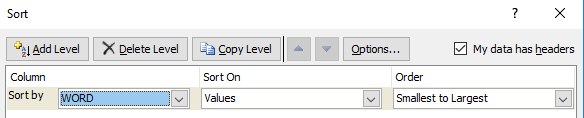 Sort
Add Level Delete Level Copy Level Options... My data has headers
Column Sort On Order
Sort by WORD Values Smallest to Largest